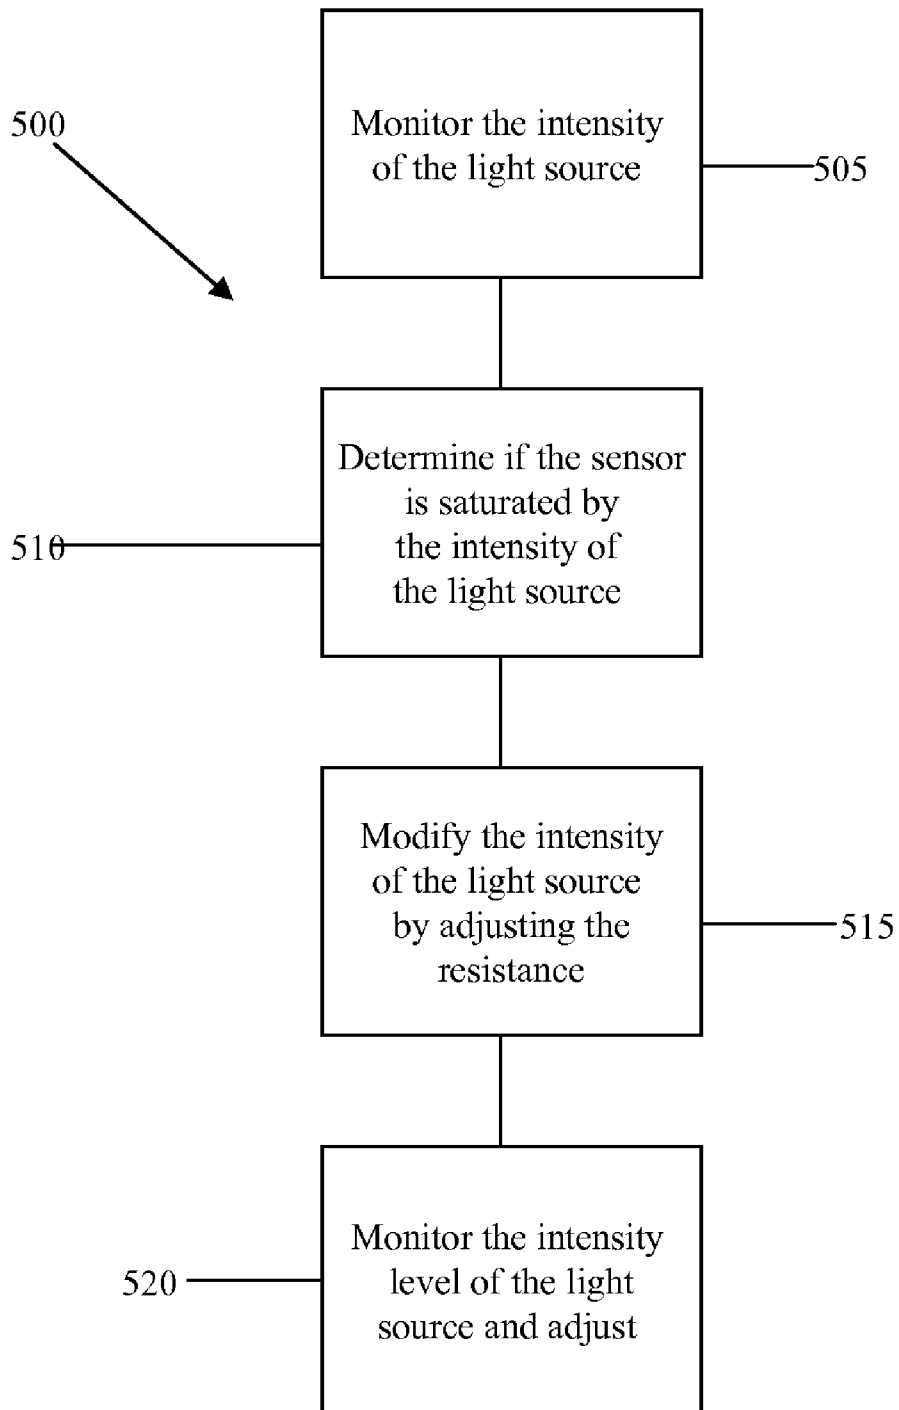 500
Monitor the intensity
of the light source
505
Determine if the sensor
is saturated by
the intensity of
the light source
510
Modify the intensity
of the light source
by adjusting the
resistance
515
Monitor the intensity
level of the light
source and adjust
520